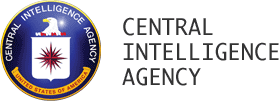 CENTRAL INTELLIGENCE AGENCY
UNITED STATES OF AMERICA
CENTRAL
INTELLIGENCE
AGENCY